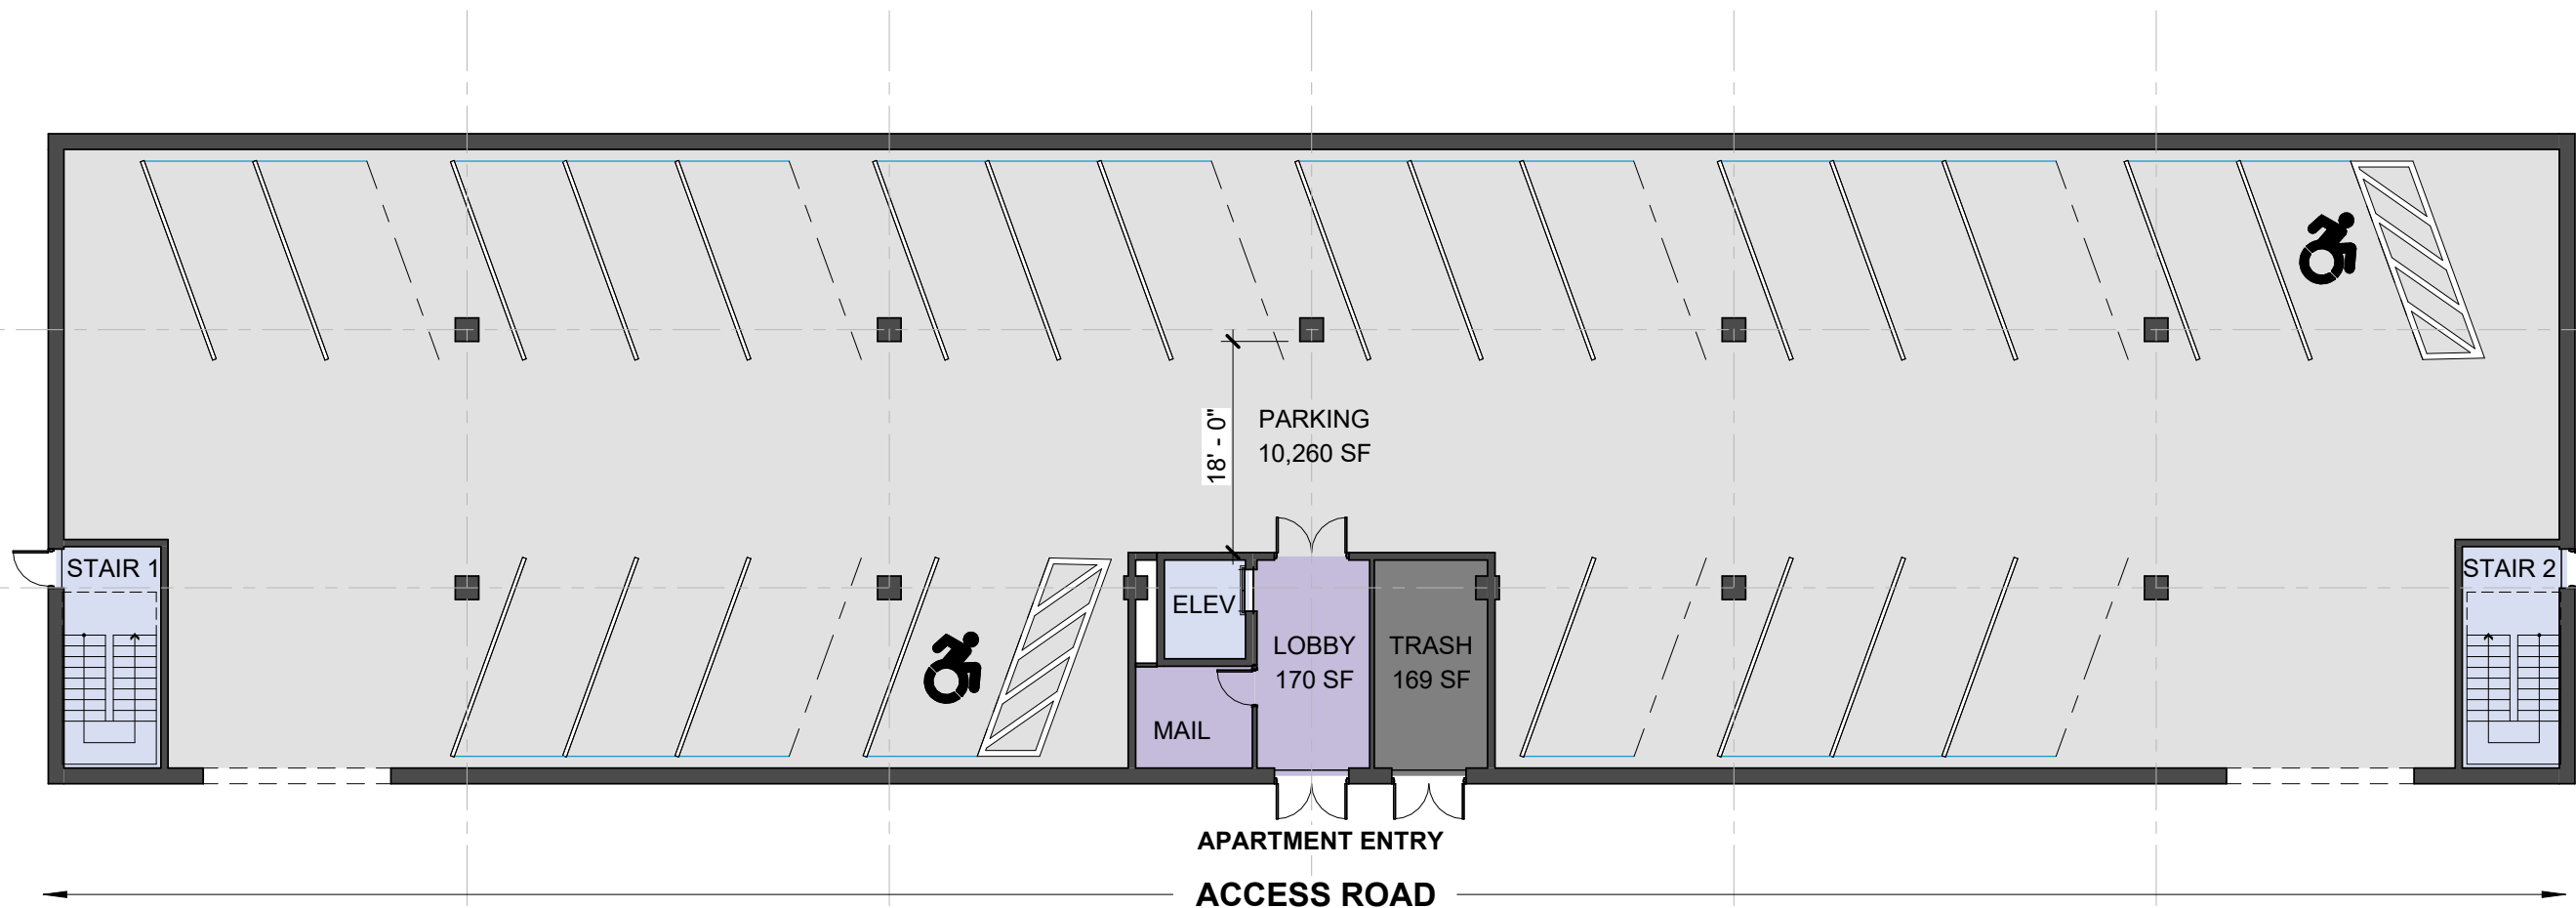 18' - 0"
PARKING
10,260 SF
STAIR 1
STAIR 2
ELEV
LOBBY
170 SF
TRASH
169 SF
MAIL
APARTMENT ENTRY
ACCESS ROAD